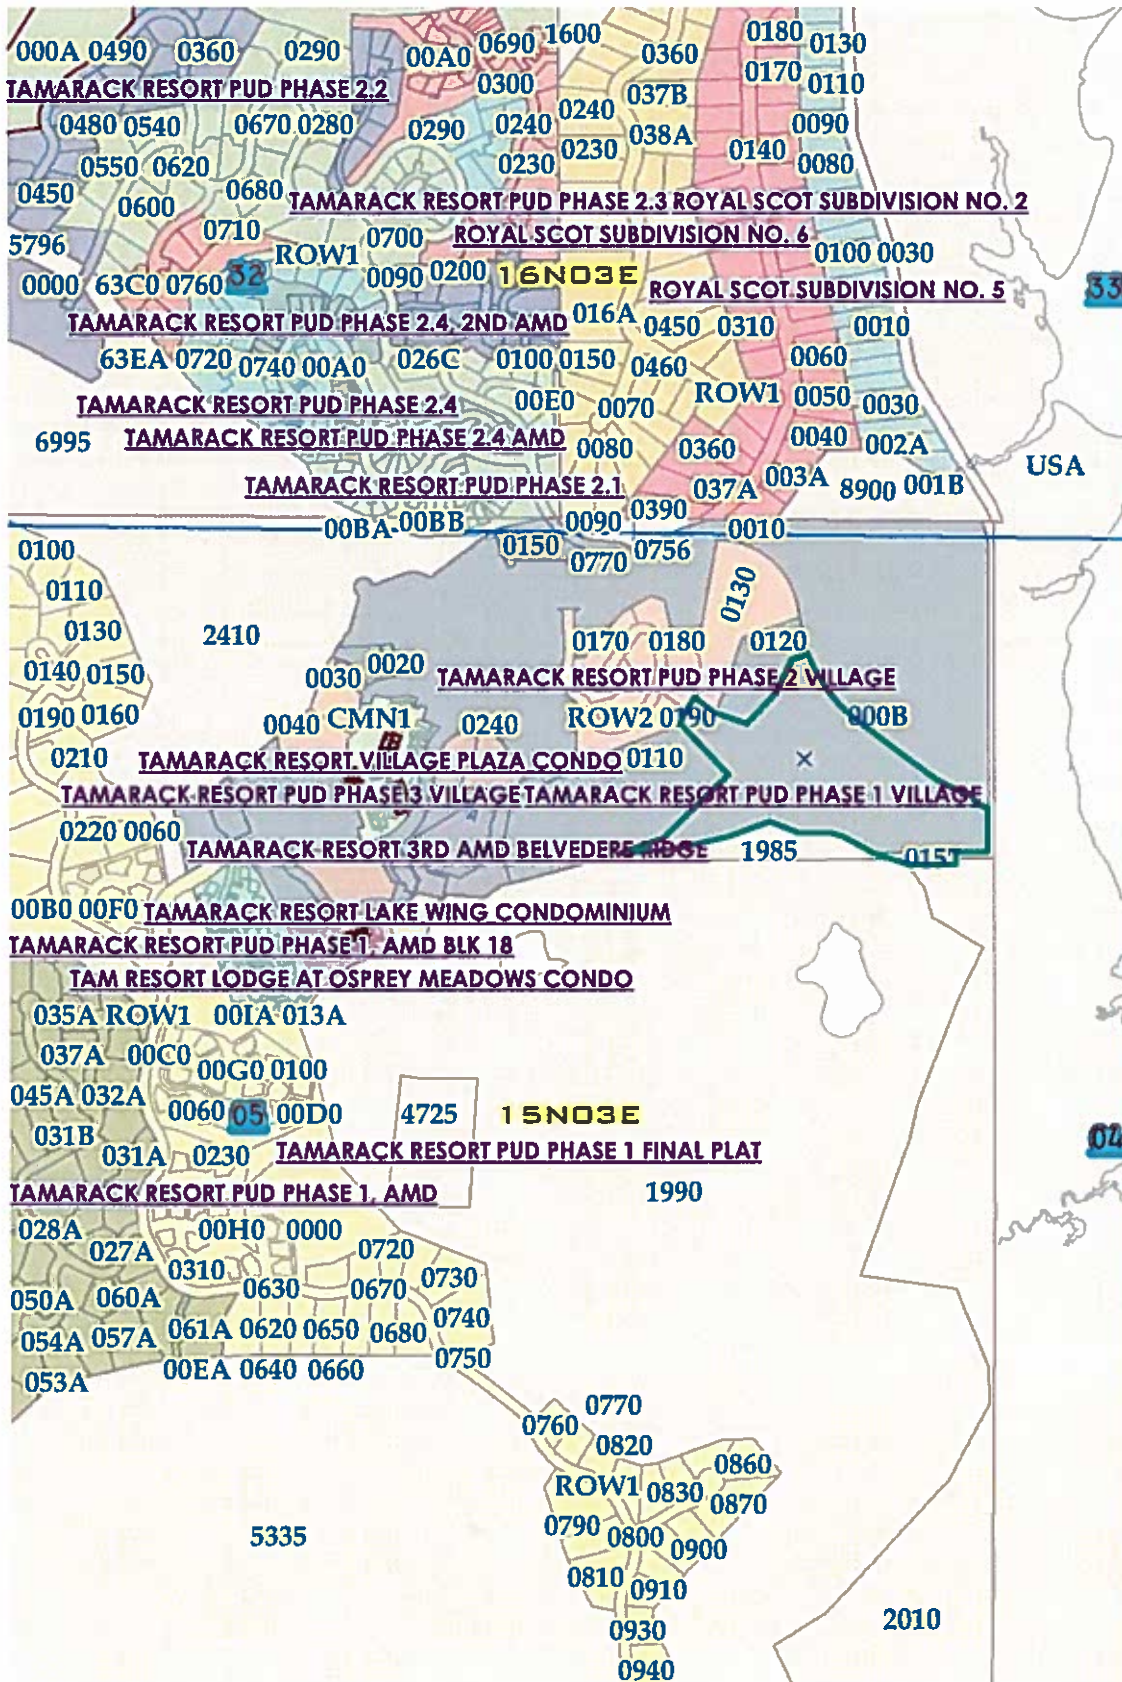 000A 0490 0360 0290 00A0 0690 1600 0360 0180 0130
TAMARACK RESORT PUD PHASE 2.2 0300 037B 0170 0110
0480 0540 0670 0280 0290 0240 0240 038A 0140 0090
0550 0620 0230 0230 0080
0450 0600 0680 TAMARACK RESORT PUD PHASE 2.3 ROYAL SCOT SUBDIVISION NO. 2
5796 0710 ROW1 0700 ROYAL SCOT SUBDIVISION NO. 6 0100 0030
0000 63C0 0760 32 0090 0200 16N03E ROYAL SCOT SUBDIVISION NO. 5 33
TAMARACK RESORT PUD PHASE 2.4, 2ND AMD 016A 0450 0310 0010
63EA 0720 0740 00A0 026C 0100 0150 0460 0060
TAMARACK RESORT PUD PHASE 2.4 00E0 0070 ROW1 0050 0030
6995 TAMARACK RESORT PUD PHASE 2.4 AMD 0080 0360 0040 002A
TAMARACK RESORT PUD PHASE 2.1 037A 003A 8900 001B USA
00BA 00BB 0090 0390 0010
0100 0150 0770 0756
0110 0130
0130 2410 0170 0180 0120
0140 0150 0030 0020 TAMARACK RESORT PUD PHASE 2 VILLAGE
0190 0160 0040 CMN1 0240 ROW2 0190 000B
0210 TAMARACK RESORT VILLAGE PLAZA CONDO 0110
TAMARACK RESORT PUD PHASE 3 VILLAGE TAMARACK RESORT PUD PHASE 1 VILLAGE
0220 0060 TAMARACK RESORT 3RD AMD BELVEDERE RIDGE 1985 0157
00B0 00F0 TAMARACK RESORT LAKE WING CONDOMINIUM
TAMARACK RESORT PUD PHASE 1, AMD BLK 18
TAM RESORT LODGE AT OSPREY MEADOWS CONDO
035A ROW1 00IA 013A
037A 00C0 00G0 0100
045A 032A 0060 05 00D0 4725 15N03E
031B 04
031A 0230 TAMARACK RESORT PUD PHASE 1 FINAL PLAT
TAMARACK RESORT PUD PHASE 1, AMD 1990
028A 00H0 0000
027A 0310 0720
050A 060A 0630 0670 0730
054A 057A 061A 0620 0650 0680 0740
053A 00EA 0640 0660 0750
0770
0760 0820
ROW1 0830 0860
0870
5335 0790 0800 0900
0810 0910
0930 2010
0940